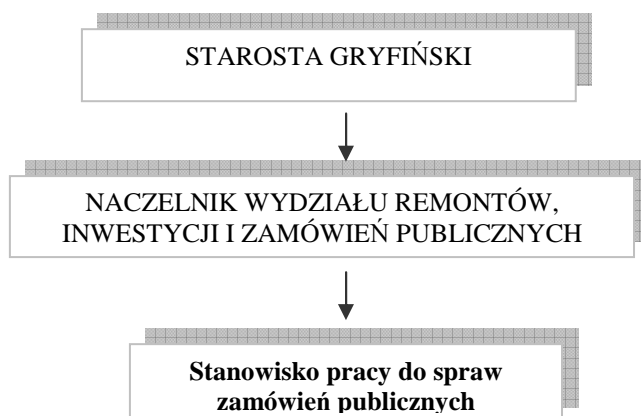 STAROSTA GRYFIŃSKI
NACZELNIK WYDZIAŁU REMONTÓW,
INWESTYCJI I ZAMÓWIEŃ PUBLICZNYCH
Stanowisko pracy do spraw
zamówień publicznych